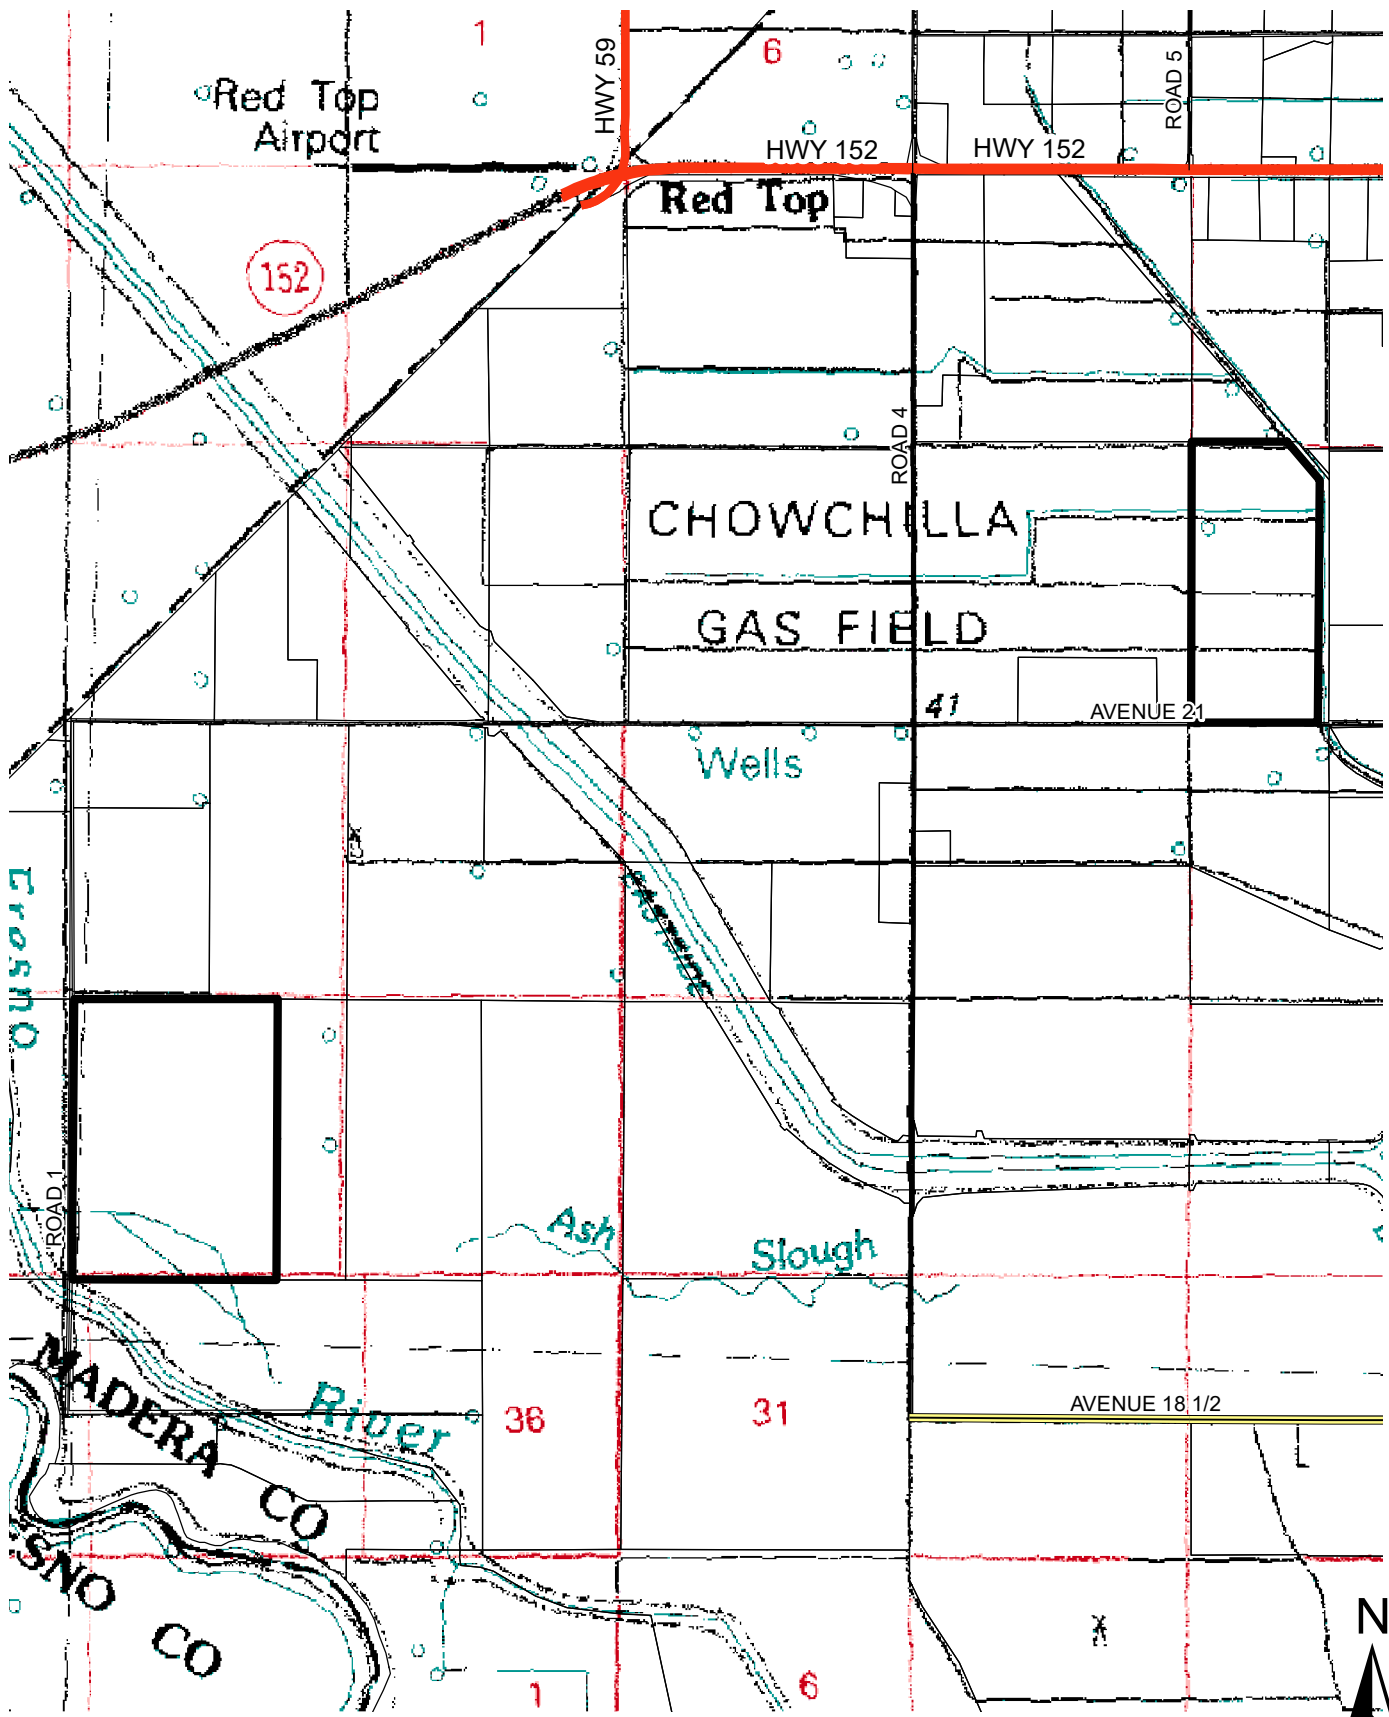 1
HWY 59
6
ROAD 5
Red Top
Airport
HWY 152
HWY 152
Red Top
152
ROAD 4
CHOWCHILLA
GAS FIELD
41
AVENUE 21
Wells
EASTSIDE
ROAD 1
Ash
Slough
MADERA CO
River
36
31
AVENUE 18 1/2
SNO CO
N
1
6